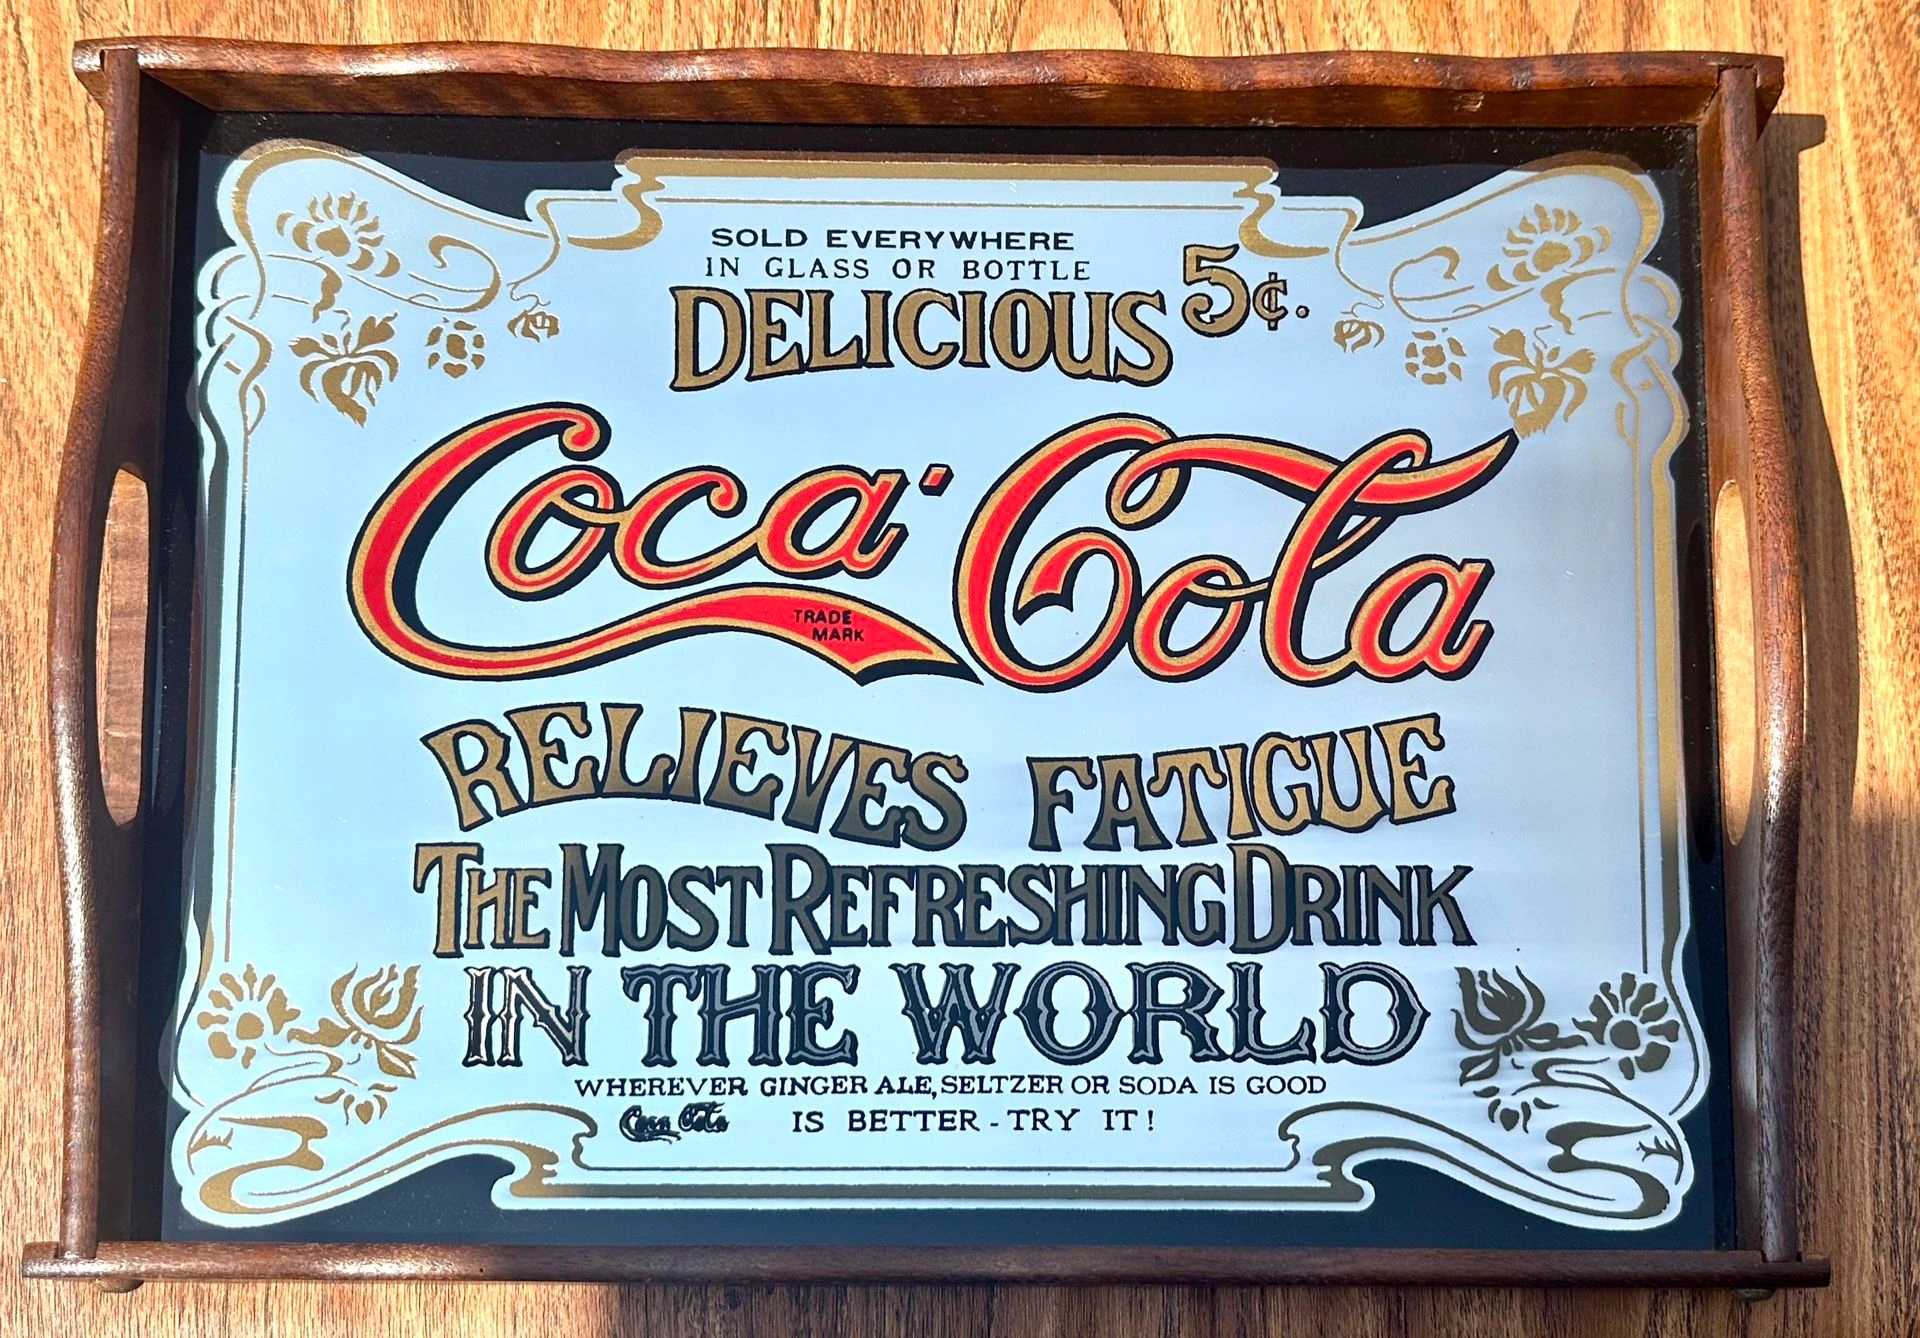 SOLD EVERYWHERE
IN GLASS OR BOTTLE
DELICIOUS 5¢.
Coca-Cola
TRADE
MARK
RELIEVES FATIGUE
THE MOST REFRESHING DRINK
IN THE WORLD
WHEREVER GINGER ALE, SELTZER OR SODA IS GOOD
Coca Cola IS BETTER - TRY IT!